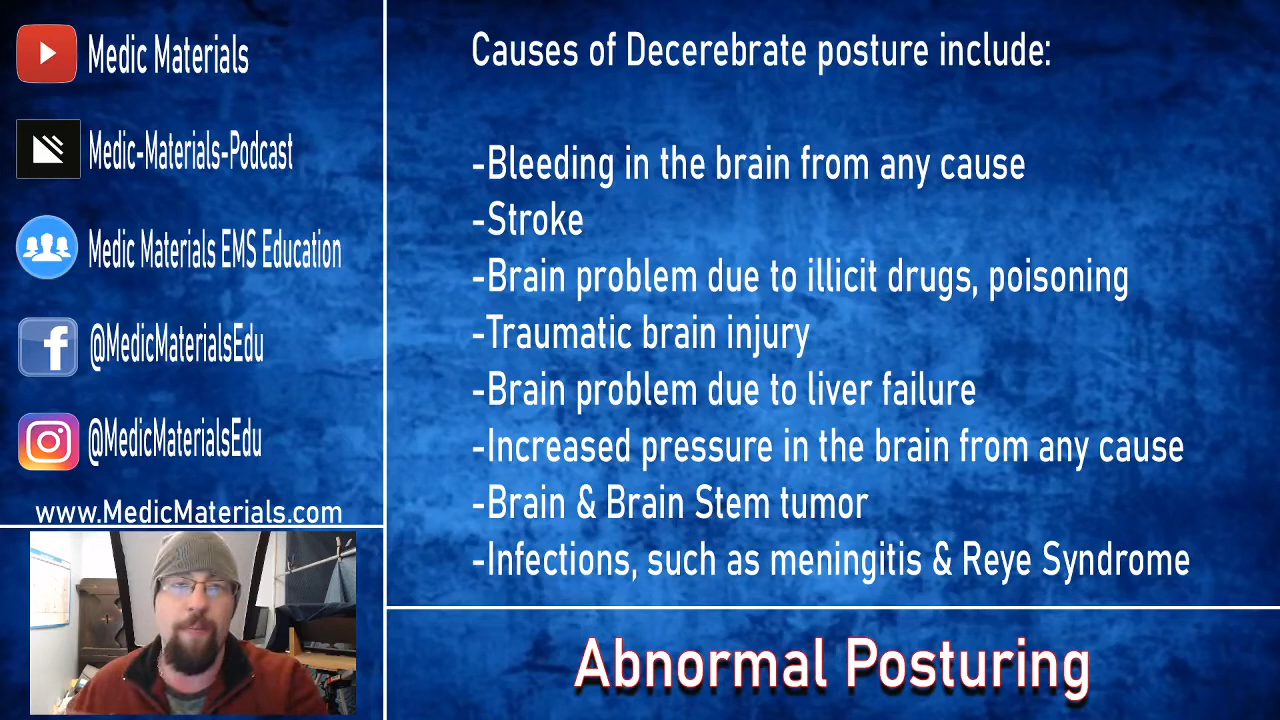 Medic Materials
Medic-Materials-Podcast
Medic Materials EMS Education
@MedicMaterialsEdu
@MedicMaterialsEdu
www.MedicMaterials.com
Causes of Decerebrate posture include:
-Bleeding in the brain from any cause
-Stroke
-Brain problem due to illicit drugs, poisoning
-Traumatic brain injury
-Brain problem due to liver failure
-Increased pressure in the brain from any cause
-Brain & Brain Stem tumor
-Infections, such as meningitis & Reye Syndrome
Abnormal Posturing